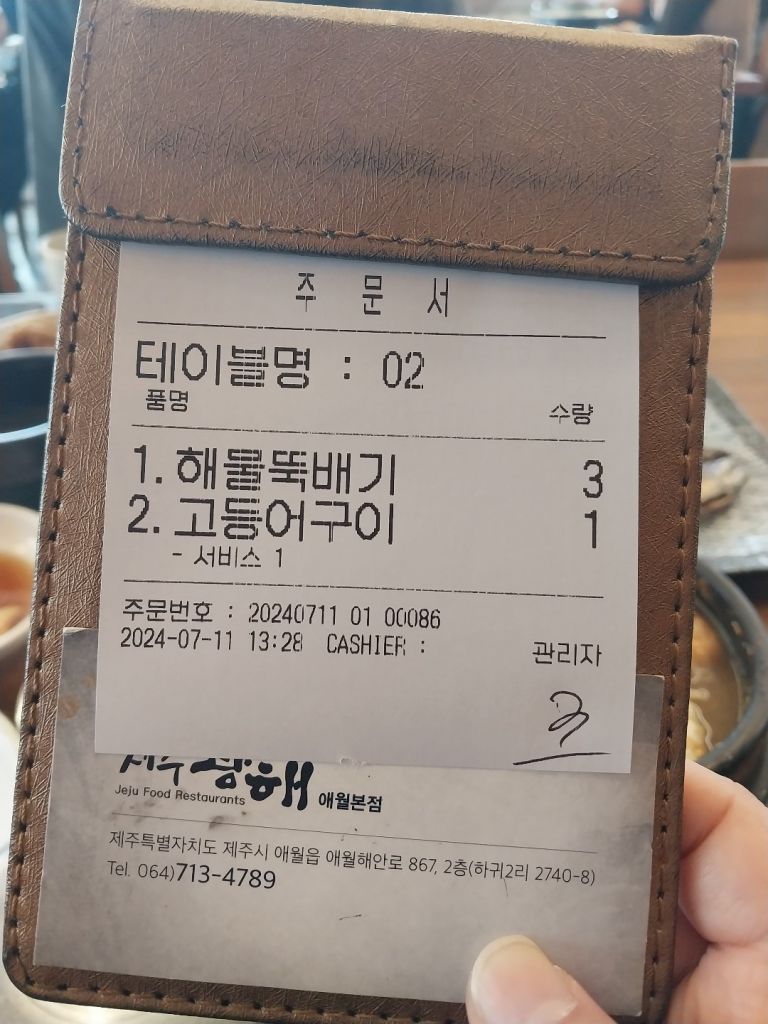 주 문 서
테이블명 : 02
품명 수량
1. 해물뚝배기 3
2. 고등어구이 1
- 서비스 1
주문번호 : 20240711 01 00086
2024-07-11 13:28 CASHIER : 관리자
제주광해
Jeju Food Restaurants 애월본점
제주특별자치도 제주시 애월읍 애월해안로 867, 2층(하귀2리 2740-8)
Tel. 064)713-4789